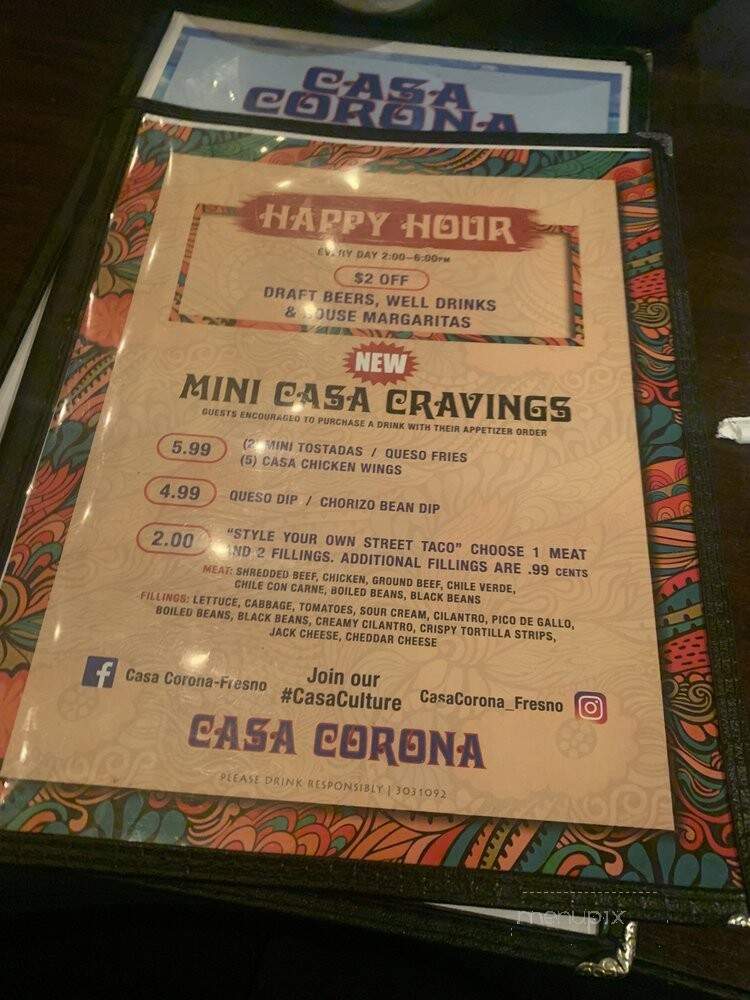 CASA
CORONA
HAPPY HOUR
EVERY DAY 2:00-6:00PM
$2 OFF
DRAFT BEERS, WELL DRINKS
& HOUSE MARGARITAS
NEW
MINI CASA CRAVINGS
GUESTS ENCOURAGED TO PURCHASE A DRINK WITH THEIR APPETIZER ORDER
5.99 (2) MINI TOSTADAS / QUESO FRIES
(5) CASA CHICKEN WINGS
4.99 QUESO DIP / CHORIZO BEAN DIP
2.00 "STYLE YOUR OWN STREET TACO" CHOOSE 1 MEAT
AND 2 FILLINGS. ADDITIONAL FILLINGS ARE .99 CENTS
MEAT: SHREDDED BEEF, CHICKEN, GROUND BEEF, CHILE VERDE,
CHILE CON CARNE, BOILED BEANS, BLACK BEANS
FILLINGS: LETTUCE, CABBAGE, TOMATOES, SOUR CREAM, CILANTRO, PICO DE GALLO,
BOILED BEANS, BLACK BEANS, CREAMY CILANTRO, CRISPY TORTILLA STRIPS,
JACK CHEESE, CHEDDAR CHEESE
Casa Corona-Fresno
Join our
#CasaCulture
CasaCorona_Fresno
CASA CORONA
PLEASE DRINK RESPONSIBLY | 3031092
menupix